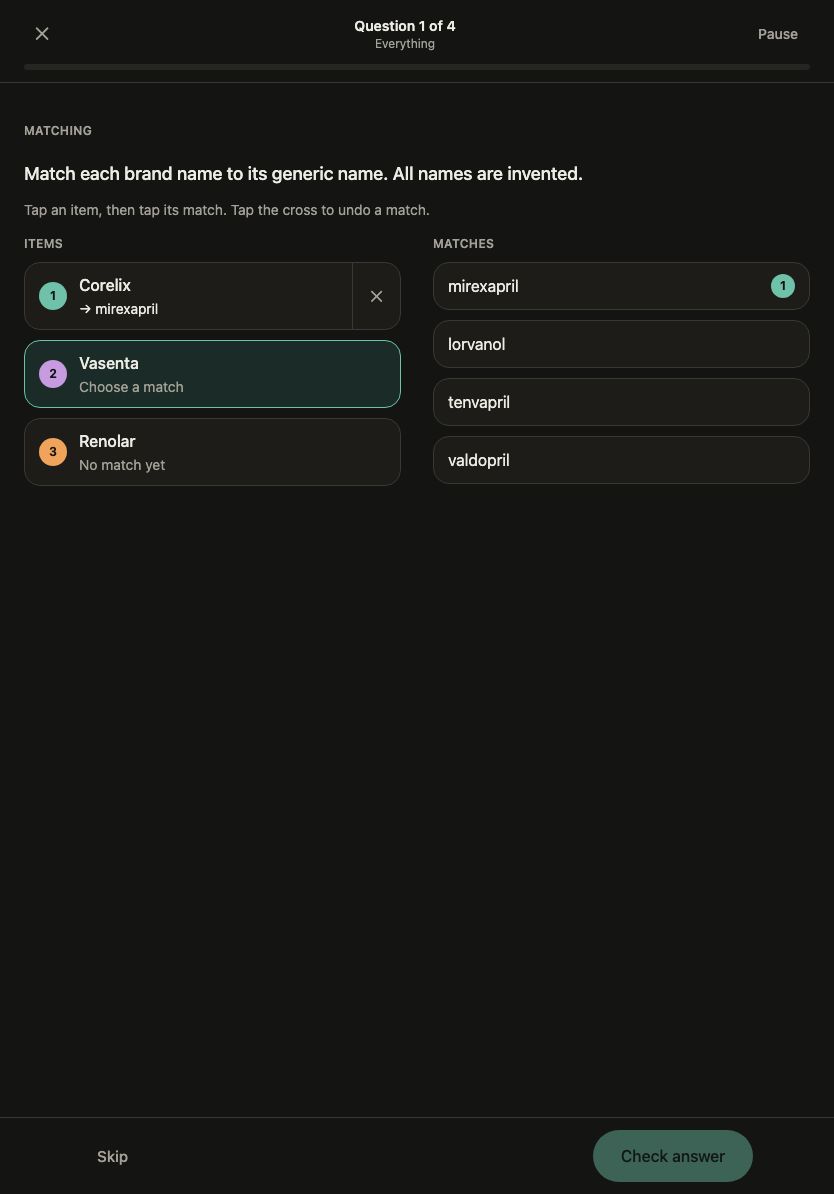 Question 1 of 4
Everything
Pause
MATCHING
Match each brand name to its generic name. All names are invented.
Tap an item, then tap its match. Tap the cross to undo a match.
ITEMS
1
Corelix
→ mirexapril
2
Vasenta
Choose a match
3
Renolar
No match yet
MATCHES
mirexapril
1
lorvanol
tenvapril
valdopril
Skip
Check answer